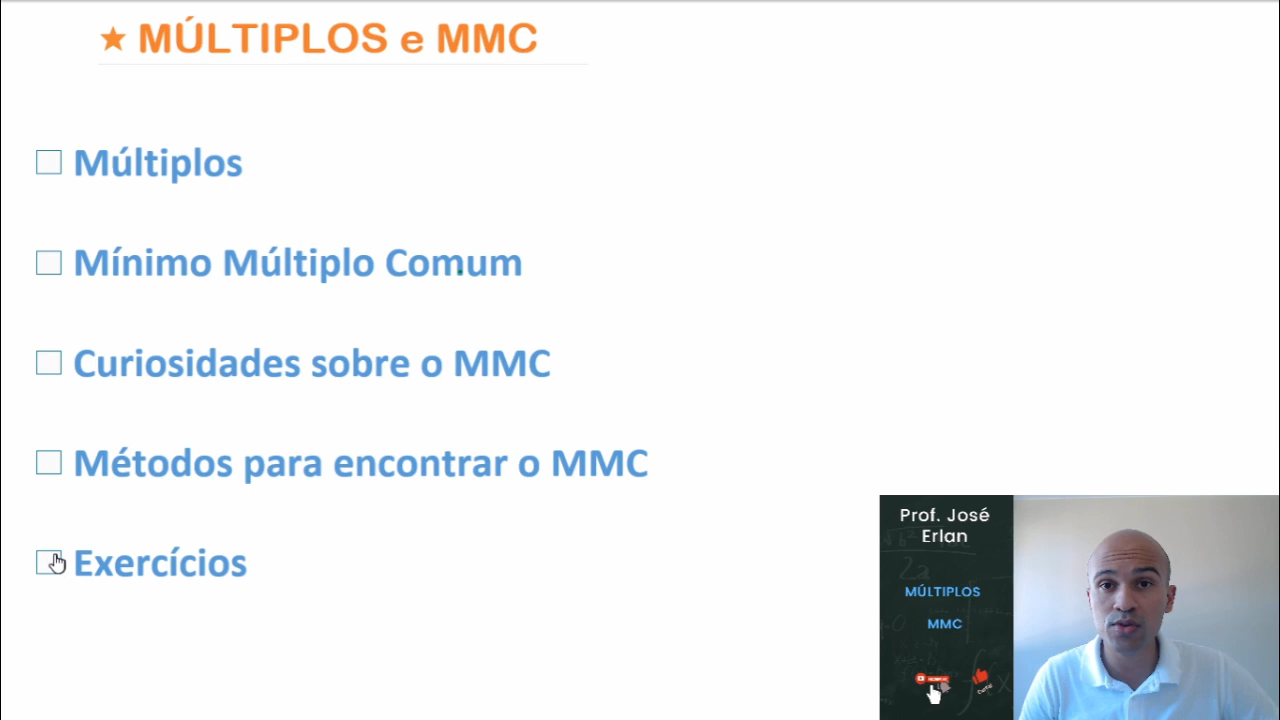 ★ MÚLTIPLOS e MMC
Múltiplos
Mínimo Múltiplo Comum
Curiosidades sobre o MMC
Métodos para encontrar o MMC
Exercícios
Prof. José
Erlan
MÚLTIPLOS
MMC